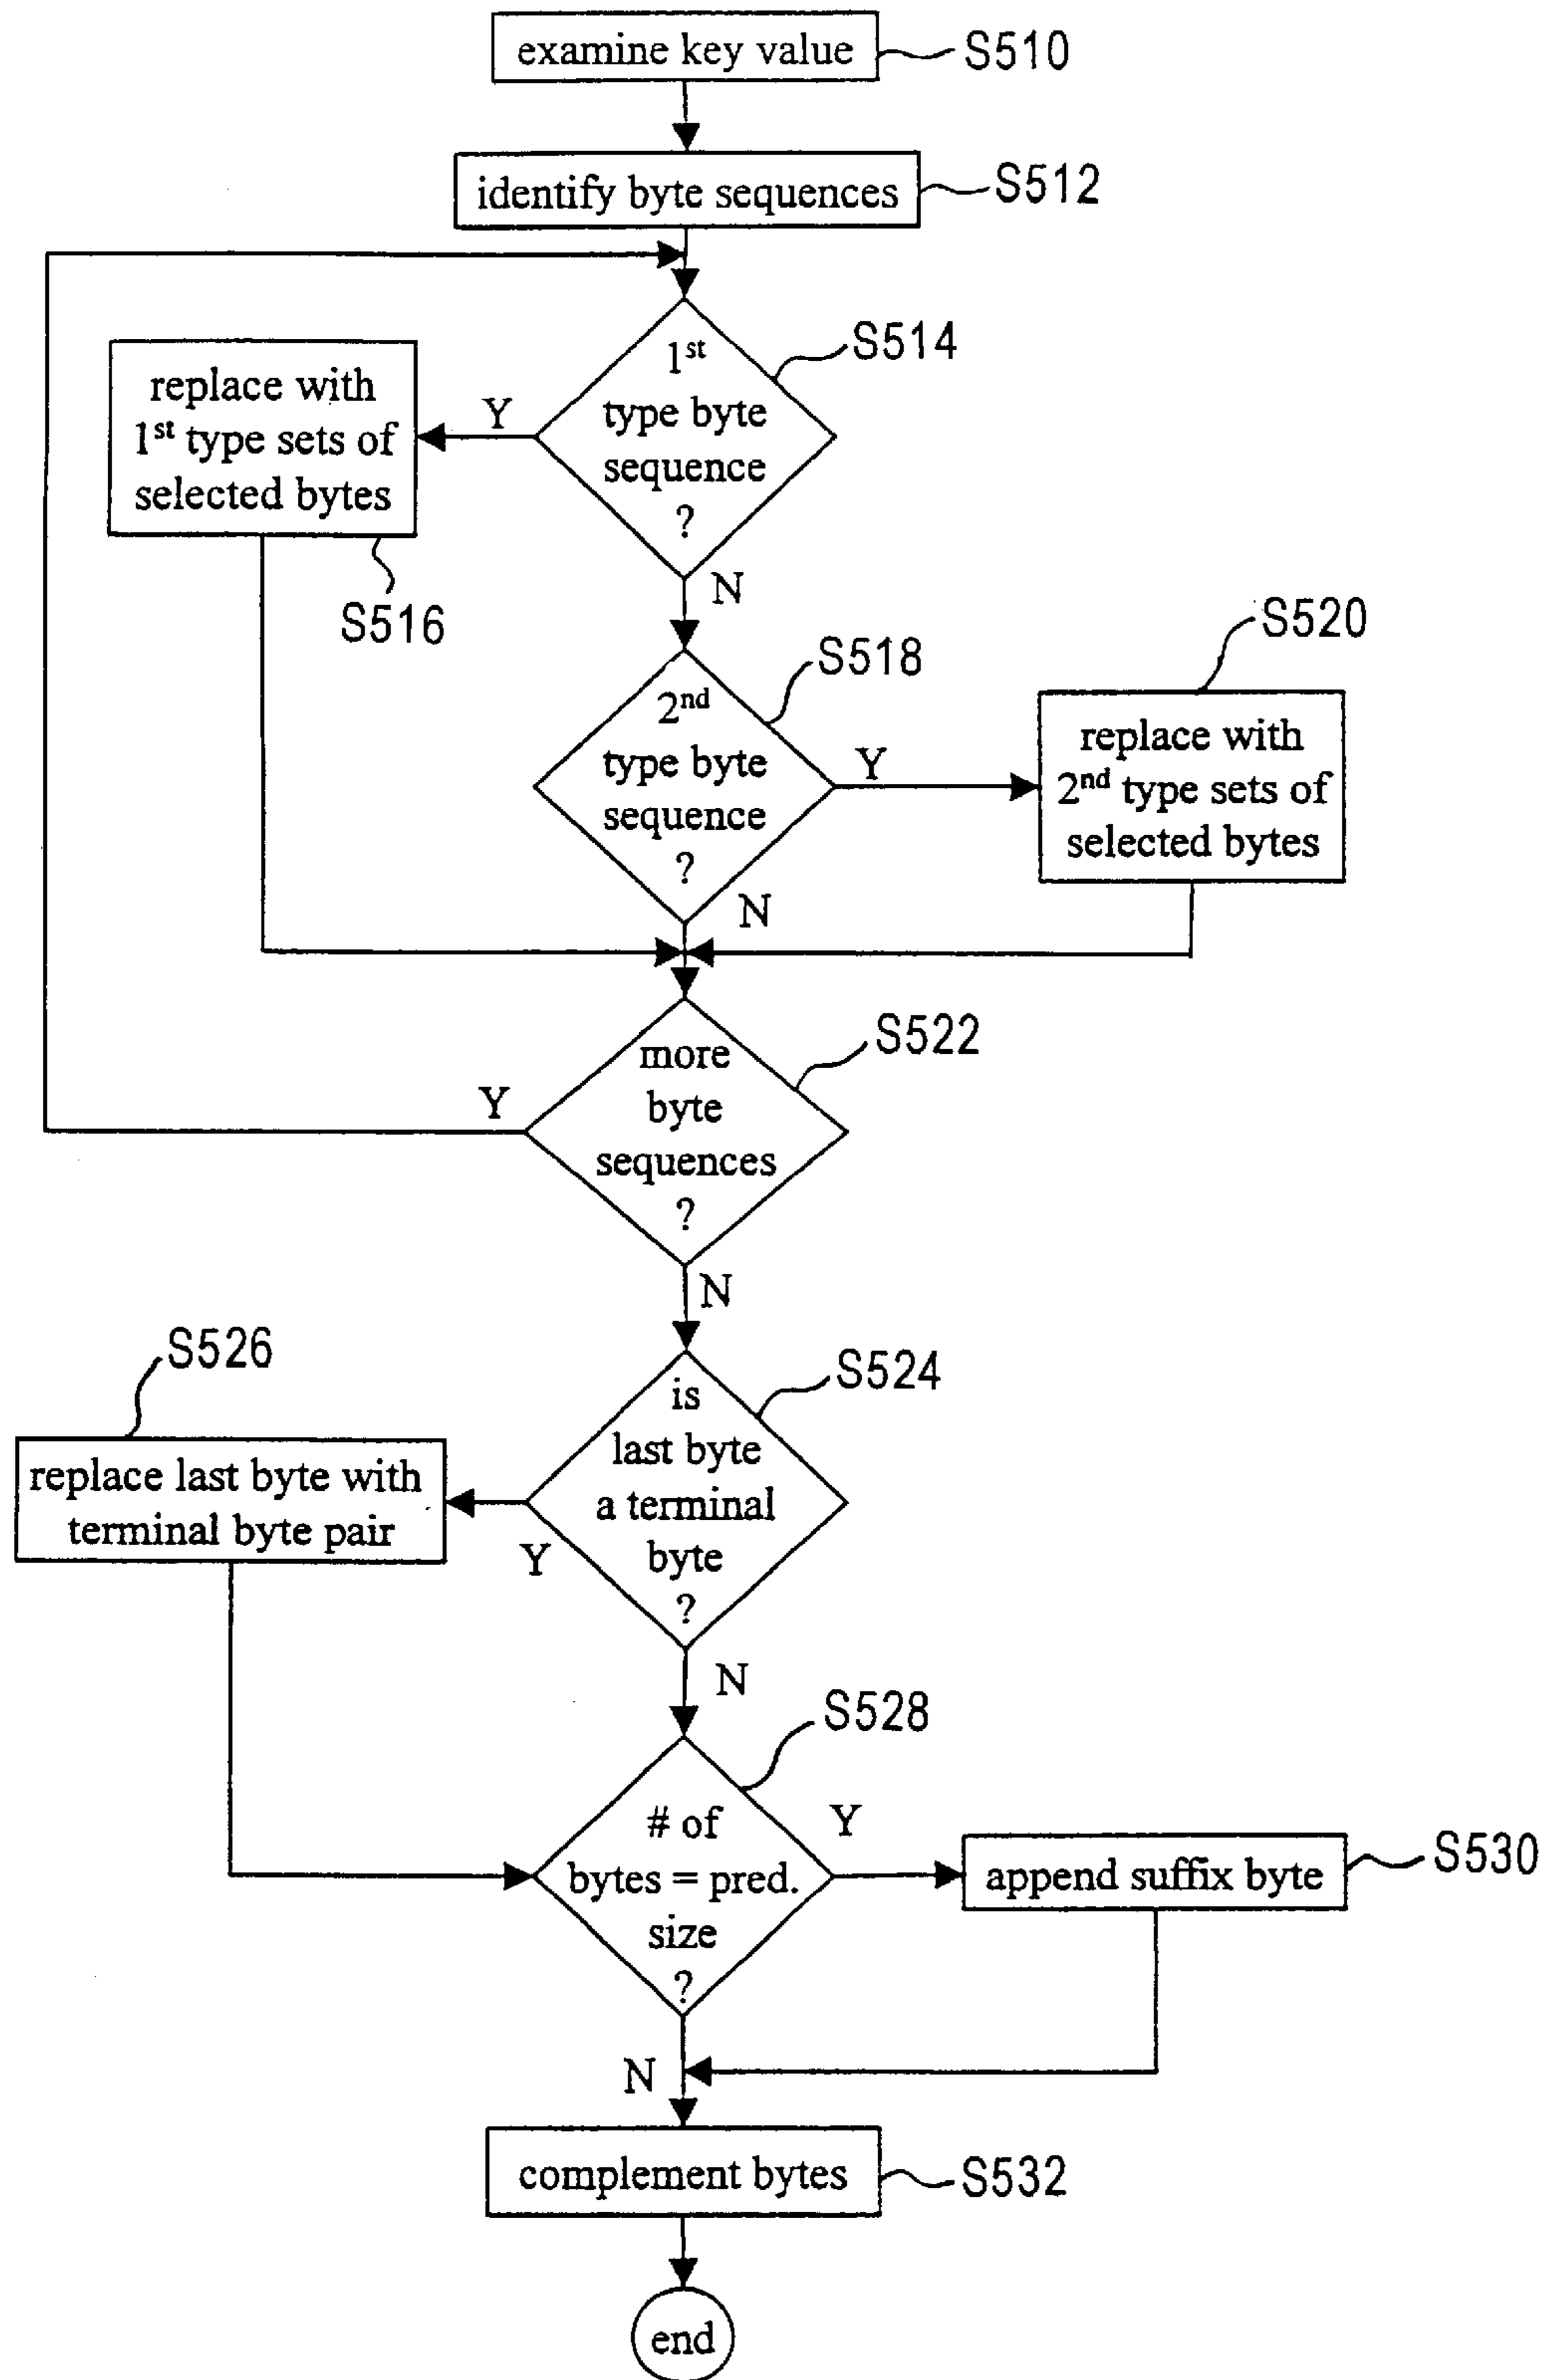 examine key value
S510
identify byte sequences
S512
1st
type byte
sequence
?
S514
Y
replace with
1st type sets of
selected bytes
S516
N
2nd
type byte
sequence
?
S518
Y
S520
replace with
2nd type sets of
selected bytes
N
more
byte
sequences
?
S522
Y
N
is
last byte
a terminal
byte
?
S524
Y
S526
replace last byte with
terminal byte pair
N
# of
bytes = pred.
size
?
S528
Y
append suffix byte
S530
N
complement bytes
S532
end